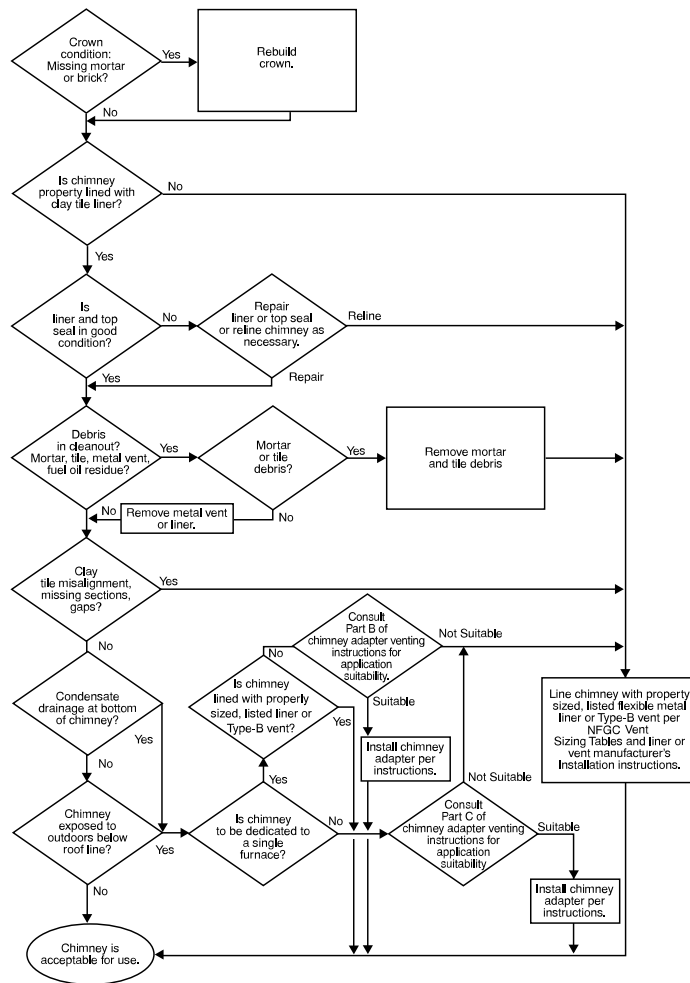 Crown
condition:
Missing mortar
or brick?
Yes
Rebuild
crown.
No
Is chimney
property lined with
clay tile liner?
No
Yes
Is
liner and top
seal in good
condition?
No
Repair
liner or top seal
or reline chimney as
necessary.
Reline
Yes
Repair
Debris
in cleanout?
Mortar, tile, metal vent,
fuel oil residue?
Yes
Mortar
or tile
debris?
Yes
Remove mortar
and tile debris
No
Remove metal vent
or liner.
No
Clay
tile misalignment,
missing sections,
gaps?
Yes
No
Consult
Part B of
chimney adapter venting
instructions for
application
suitability.
Not Suitable
Suitable
No
Is chimney
lined with properly
sized, listed liner or
Type-B vent?
Yes
Condensate
drainage at bottom
of chimney?
Yes
No
Install chimney
adapter per
instructions.
Line chimney with property
sized, listed flexible metal
liner or Type-B vent per
NFGC Vent
Sizing Tables and liner or
vent manufacturer's
Installation instructions.
Yes
Not Suitable
Chimney
exposed to
outdoors below
roof line?
Yes
Is chimney
to be dedicated to
a single
furnace?
No
Consult
Part C of
chimney adapter venting
instructions for
application
suitability
Suitable
No
Install chimney
adapter per
instructions.
Chimney is
acceptable for use.